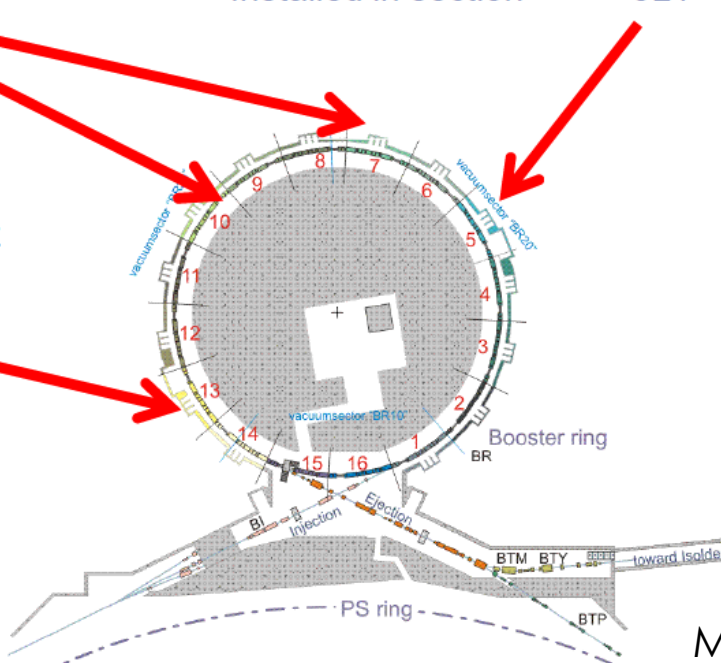 8
7
9
6
vacuumsector "BR20"
10
5
11
4
12
3
13
2
vacuumsector "BR10"
14
1
Booster ring
15
16
BR
Ejection
BI
Injection
BTM
BTY
toward Isolde
PS ring
BTP
M